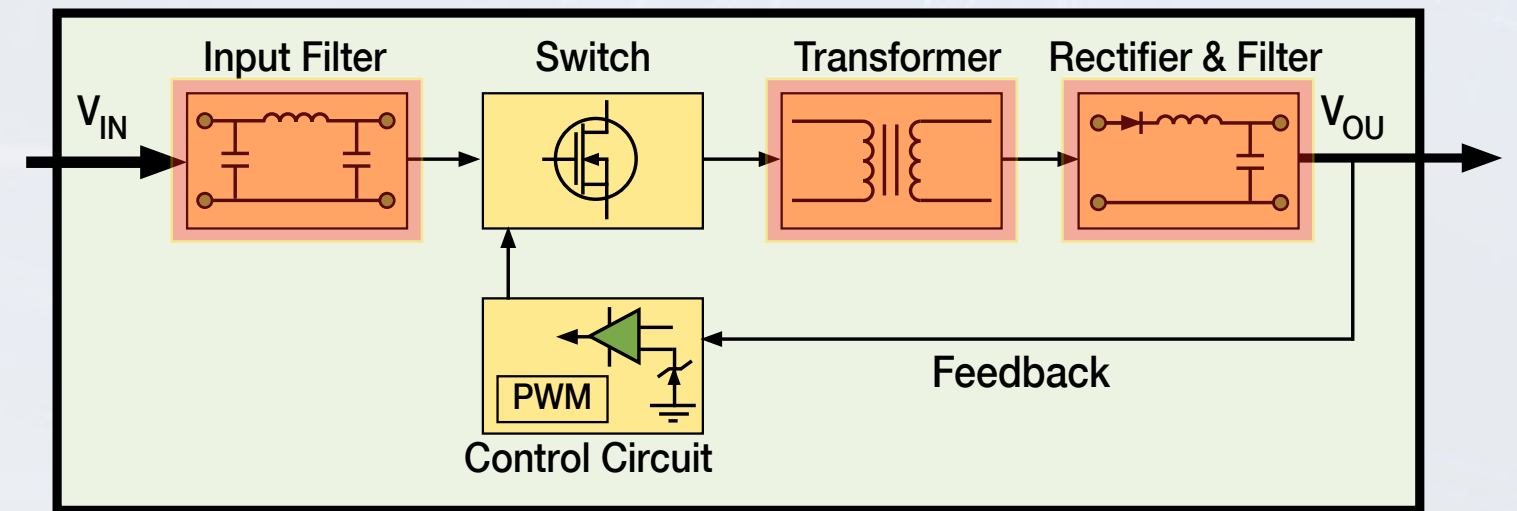 Input Filter
Switch
Transformer
Rectifier & Filter
VIN
VOU
PWM
Feedback
Control Circuit